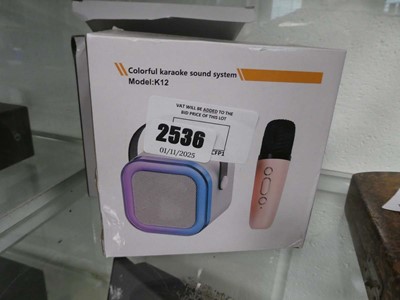 Colorful karaoke sound system
Model:K12
VAT WILL BE ADDED TO THE
BID PRICE OF THIS LOT
2536
CFP1
01/11/2025